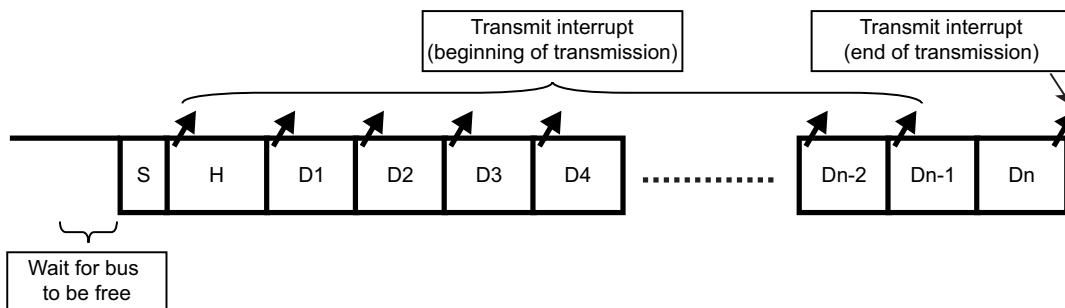 Transmit interrupt
(beginning of transmission)
Transmit interrupt
(end of transmission)
S H D1 D2 D3 D4 Dn-2 Dn-1 Dn
Wait for bus
to be free